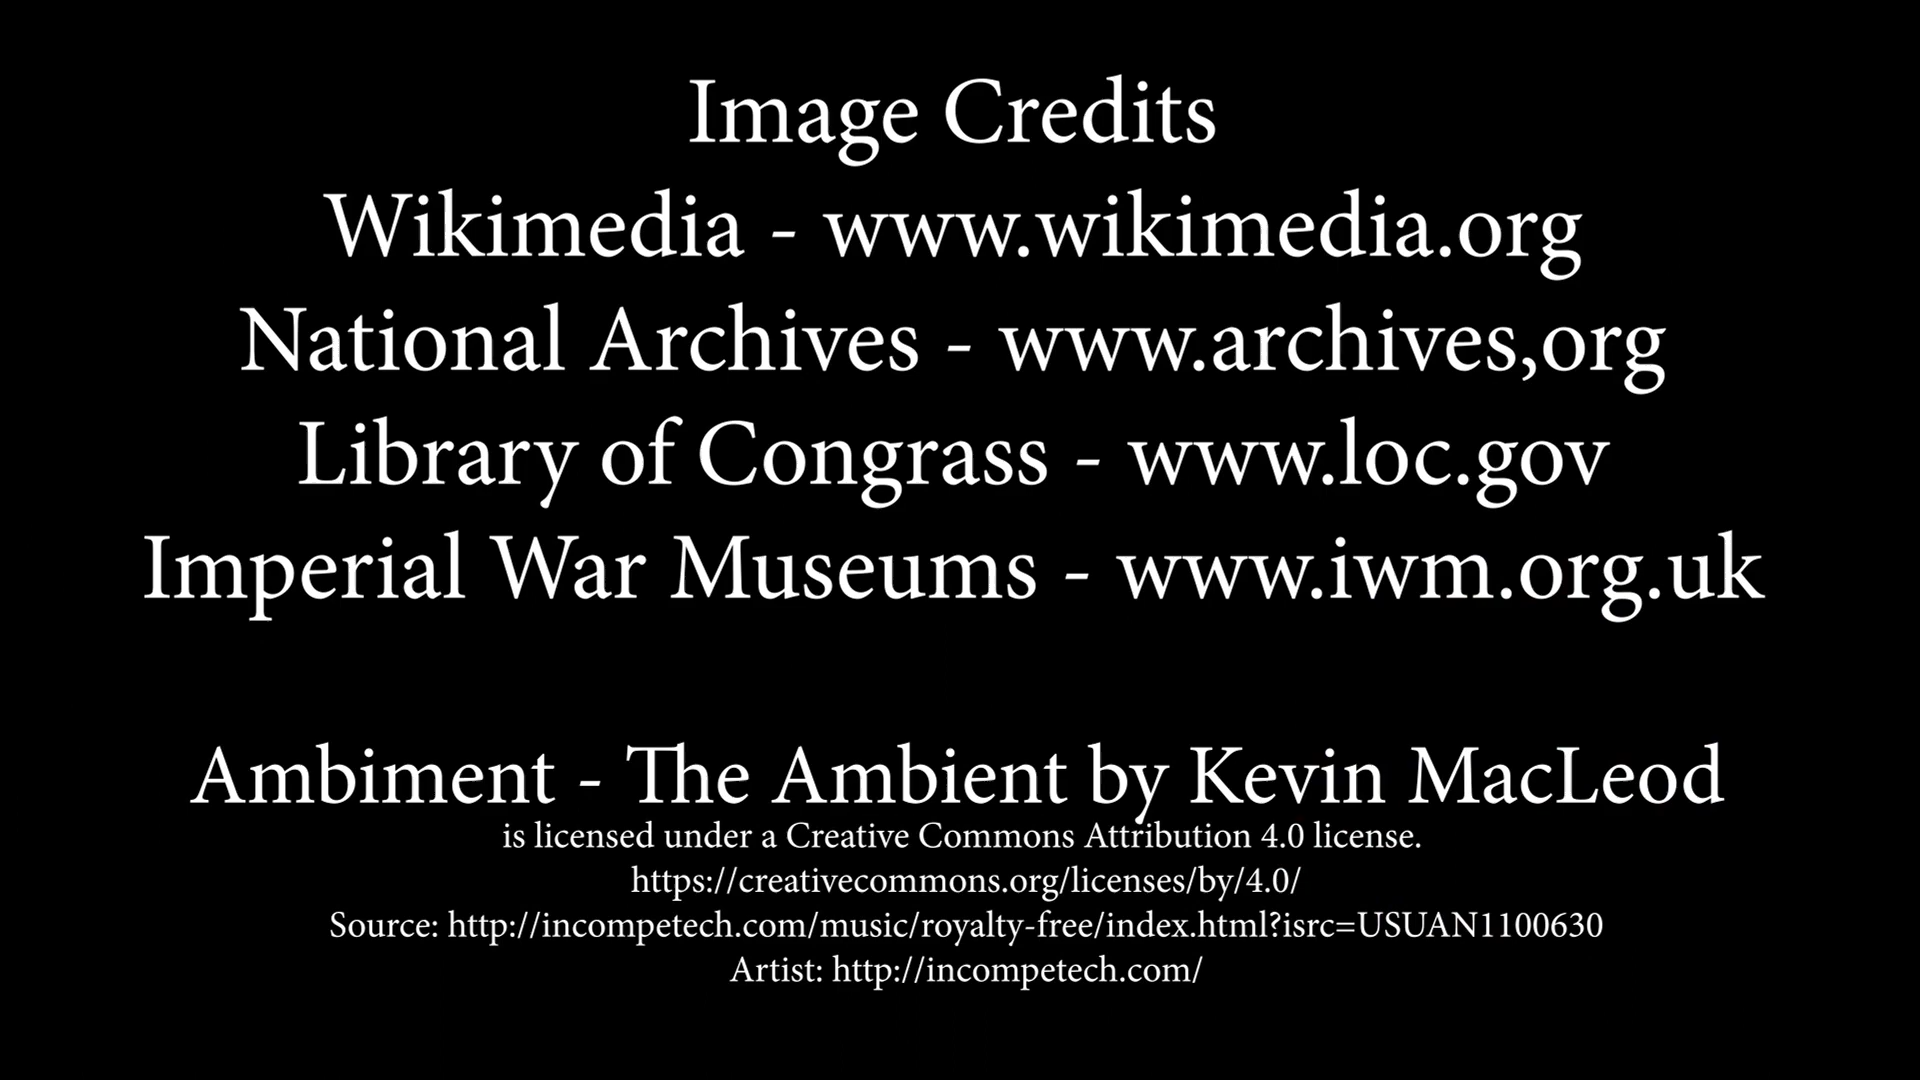 Image Credits
Wikimedia - www.wikimedia.org
National Archives - www.archives,org
Library of Congrass - www.loc.gov
Imperial War Museums - www.iwm.org.uk
Ambiment - The Ambient by Kevin MacLeod
is licensed under a Creative Commons Attribution 4.0 license.
https://creativecommons.org/licenses/by/4.0/
Source: http://incompetech.com/music/royalty-free/index.html?isrc=USUAN1100630
Artist: http://incompetech.com/